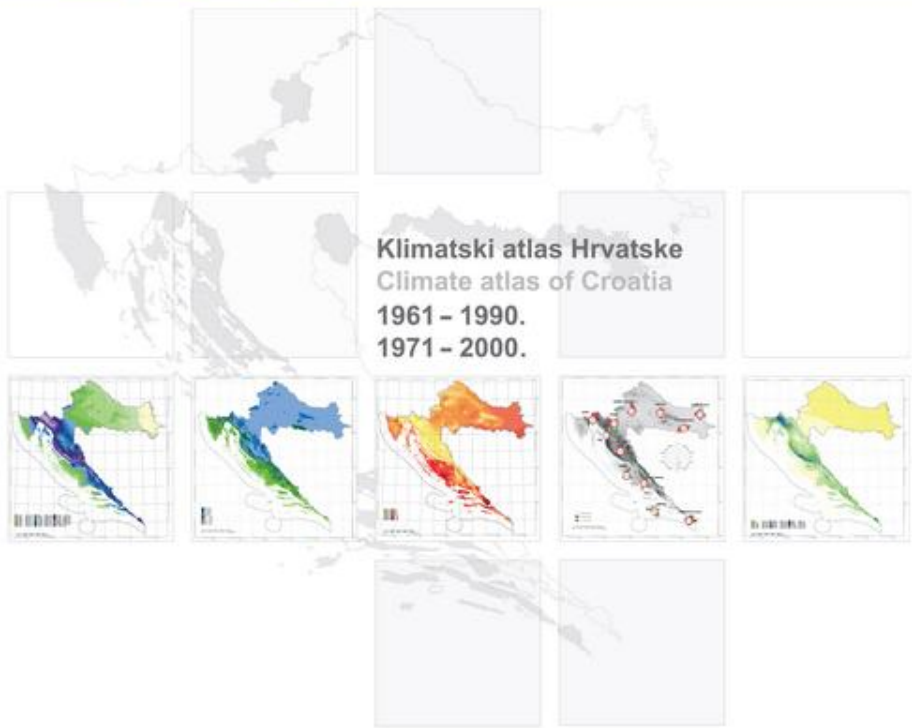 Klimatski atlas Hrvatske
Climate atlas of Croatia
1961 – 1990.
1971 – 2000.